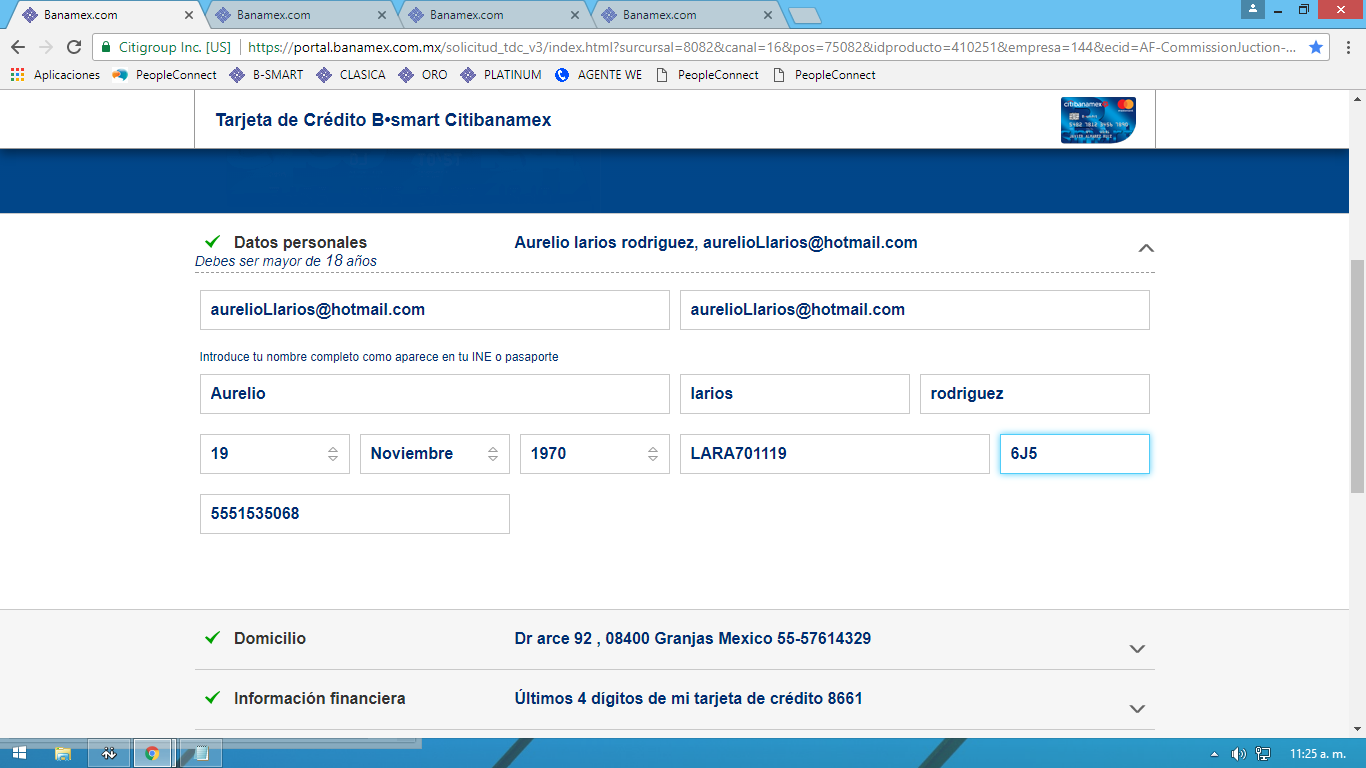 Banamex.com Banamex.com Banamex.com Banamex.com
Citigroup Inc. [US] https://portal.banamex.com.mx/solicitud_tdc_v3/index.html?surcursal=8082&canal=16&pos=75082&idproducto=410251&empresa=144&ecid=AF-CommissionJuction-...
Aplicaciones PeopleConnect B-SMART CLASICA ORO PLATINUM AGENTE WE PeopleConnect PeopleConnect
Tarjeta de Crédito B•smart Citibanamex
citibanamex
Datos personales Aurelio larios rodriguez, aurelioLlarios@hotmail.com
Debes ser mayor de 18 años
aurelioLlarios@hotmail.com aurelioLlarios@hotmail.com
Introduce tu nombre completo como aparece en tu INE o pasaporte
Aurelio larios rodriguez
19 Noviembre 1970 LARA701119 6J5
5551535068
Domicilio Dr arce 92 , 08400 Granjas Mexico 55-57614329
Información financiera Últimos 4 dígitos de mi tarjeta de crédito 8661
11:25 a. m.